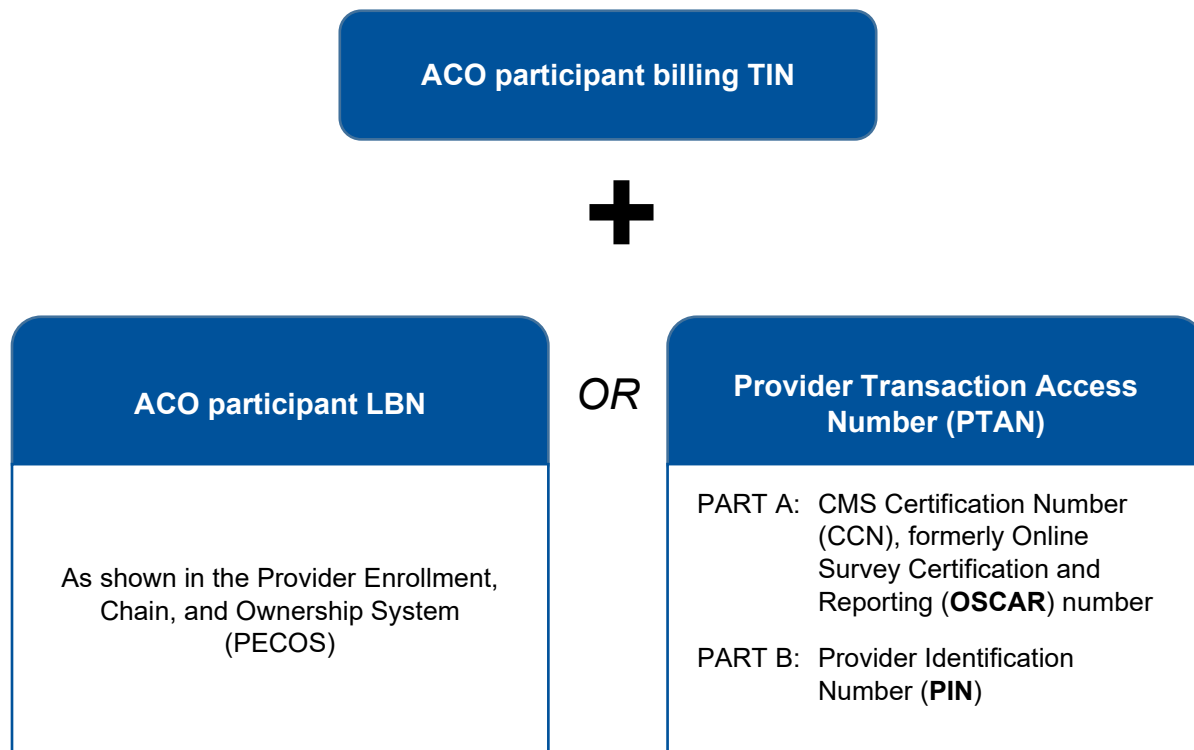 ACO participant billing TIN
+
ACO participant LBN
As shown in the Provider Enrollment,
Chain, and Ownership System
(PECOS)
OR
Provider Transaction Access
Number (PTAN)
PART A: CMS Certification Number
(CCN), formerly Online
Survey Certification and
Reporting (OSCAR) number
PART B: Provider Identification
Number (PIN)